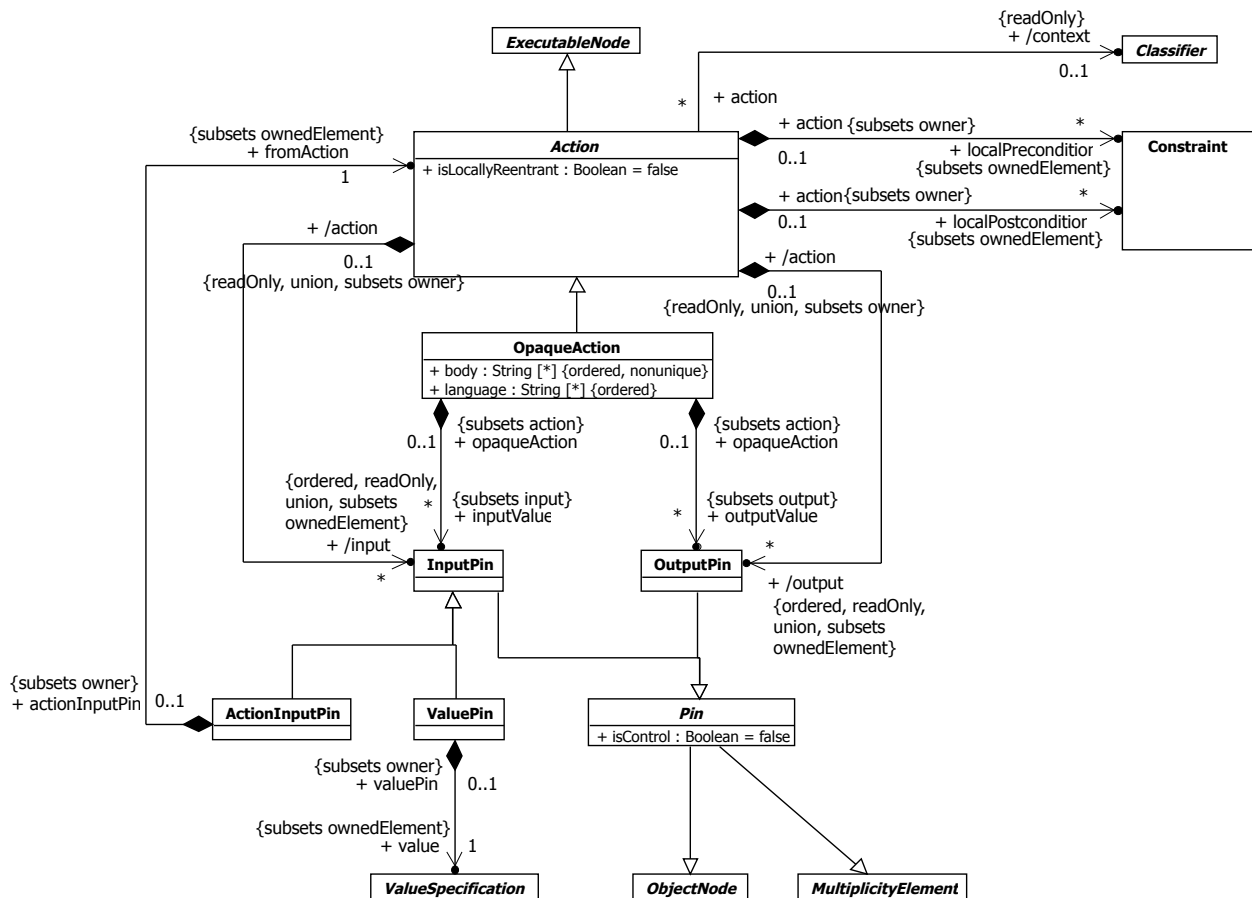 {readOnly}
+ /context
ExecutableNode
Classifier
0..1
*
+ action
{subsets ownedElement}
+ fromAction
1
Action
+ isLocallyReentrant : Boolean = false
+ action {subsets owner}
*
0..1
+ localPreconditior
{subsets ownedElement}
Constraint
+ action {subsets owner}
*
0..1
+ localPostconditior
{subsets ownedElement}
+ /action
0..1
{readOnly, union, subsets owner}
+ /action
0..1
{readOnly, union, subsets owner}
OpaqueAction
+ body : String [*] {ordered, nonunique}
+ language : String [*] {ordered}
{subsets action}
0..1
+ opaqueAction
{subsets action}
0..1
+ opaqueAction
{ordered, readOnly,
union, subsets
ownedElement}
+ /input
*
*
{subsets input}
+ inputValue
*
{subsets output}
+ outputValue
*
+ /output
{ordered, readOnly,
union, subsets
ownedElement}
InputPin
OutputPin
{subsets owner}
+ actionInputPin
0..1
ActionInputPin
ValuePin
Pin
+ isControl : Boolean = false
{subsets owner}
+ valuePin
0..1
{subsets ownedElement}
+ value
1
ValueSpecification
ObjectNode
MultiplicityElement